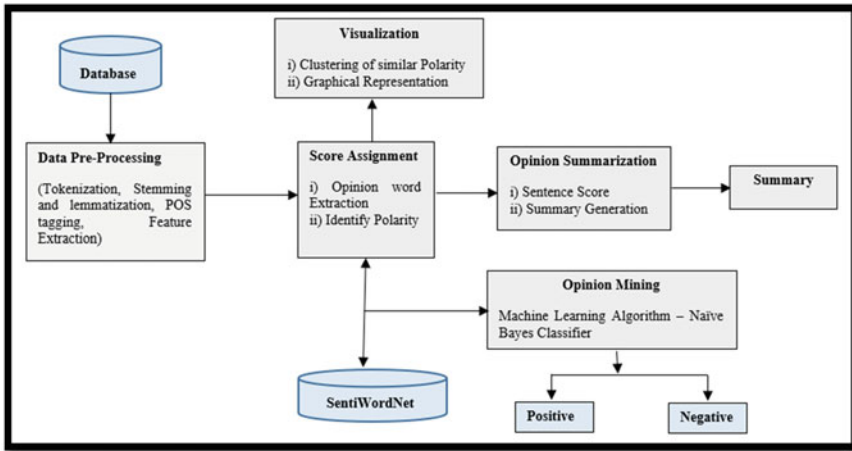 Database
Visualization
i) Clustering of similar Polarity
ii) Graphical Representation
Data Pre-Processing
(Tokenization, Stemming
and lemmatization, POS
tagging, Feature
Extraction)
Score Assignment
i) Opinion word
Extraction
ii) Identify Polarity
Opinion Summarization
i) Sentence Score
ii) Summary Generation
Summary
Opinion Mining
Machine Learning Algorithm – Naïve
Bayes Classifier
SentiWordNet
Positive
Negative